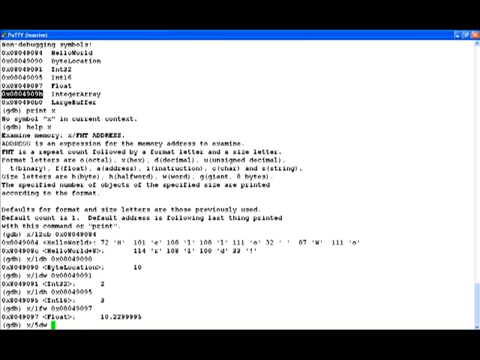 PuTTY (inactive)
Non-debugging symbols:
0x08049084  HelloWorld
0x08049090  ByteLocation
0x08049091  Int32
0x08049095  Int16
0x08049097  Float
0x0804909b  IntegerArray
0x080490b0  LargeBuffer
(gdb) print x
No symbol "x" in current context.
(gdb) help x
Examine memory: x/FMT ADDRESS.
ADDRESS is an expression for the memory address to examine.
FMT is a repeat count followed by a format letter and a size letter.
Format letters are o(octal), x(hex), d(decimal), u(unsigned decimal),
t(binary), f(float), a(address), i(instruction), c(char) and s(string).
Size letters are b(byte), h(halfword), w(word), g(giant, 8 bytes).
The specified number of objects of the specified size are printed
according to the format.
Defaults for format and size letters are those previously used.
Default count is 1.  Default address is following last thing printed
with this command or "print".
(gdb) x/12cb 0x08049084
0x8049084 <HelloWorld>: 72 'H'  101 'e' 108 'l' 108 'l' 111 'o' 32 ' '  87 'W'  111 'o'
0x804908c <HelloWorld+8>:       114 'r' 108 'l' 100 'd' 33 '!'
(gdb) x/1db 0x08049090
0x8049090 <ByteLocation>:       10
(gdb) x/1dw 0x08049091
0x8049091 <Int32>:      2
(gdb) x/1dh 0x08049095
0x8049095 <Int16>:      3
(gdb) x/1fw 0x08049097
0x8049097 <Float>:      10.2299995
(gdb) x/5dw